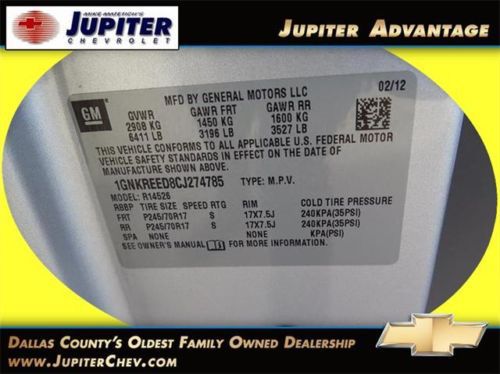 MIKE AMETRICH'S
JUPITER
CHEVROLET
JUPITER ADVANTAGE
GM
MFD BY GENERAL MOTORS LLC
02/12
GVWR GAWR FRT GAWR RR
2908 KG 1450 KG 1600 KG
6411 LB 3196 LB 3527 LB
THIS VEHICLE CONFORMS TO ALL APPLICABLE U.S. FEDERAL MOTOR
VEHICLE SAFETY STANDARDS IN EFFECT ON THE DATE OF
MANUFACTURE SHOWN ABOVE.
1GNKREED8CJ274785 TYPE: M.P.V.
MODEL: R14526
RBBP TIRE SIZE SPEED RTG RIM COLD TIRE PRESSURE
FRT P245/70R17 S 17X7.5J 240KPA(35PSI)
RR P245/70R17 S 17X7.5J 240KPA(35PSI)
SPA NONE NONE KPA(PSI)
SEE OWNER'S MANUAL FOR MORE INFORMATION.
DALLAS COUNTY'S OLDEST FAMILY OWNED DEALERSHIP
WWW.JUPITERCHEV.COM